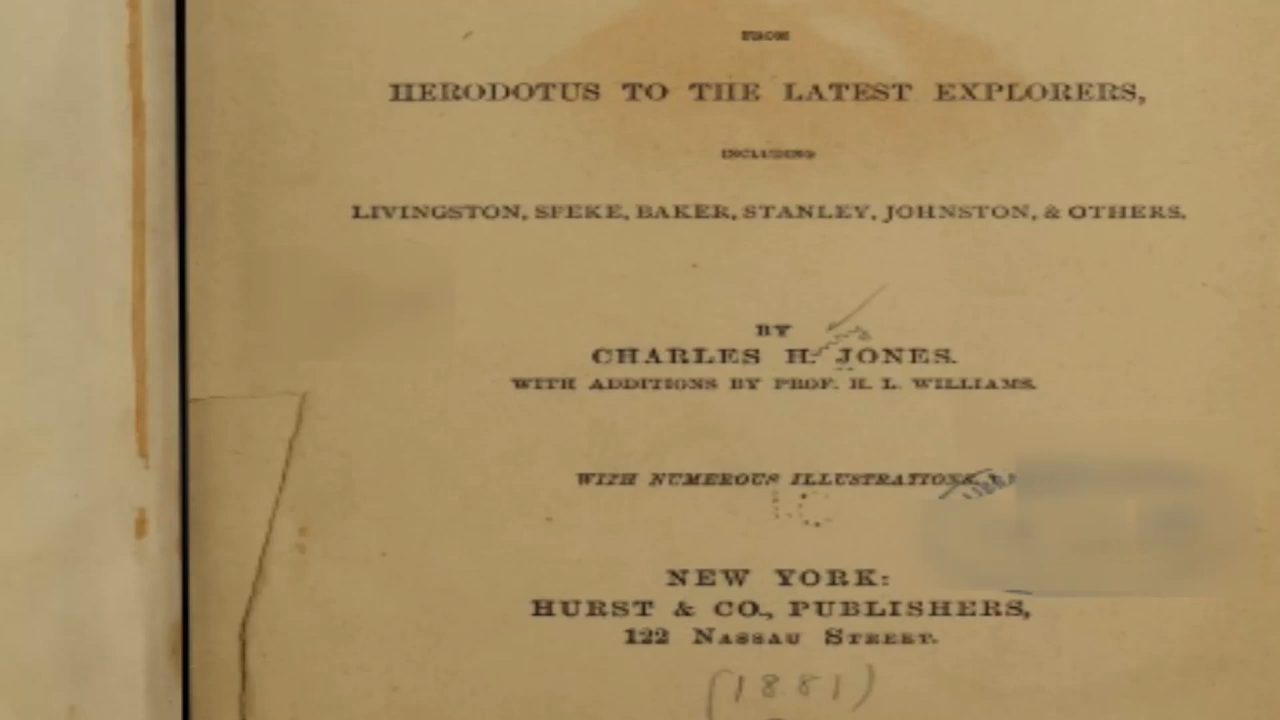 FROM
HERODOTUS TO THE LATEST EXPLORERS,
INCLUDING
LIVINGSTON, SPEKE, BAKER, STANLEY, JOHNSTON, & OTHERS.
BY
CHARLES H. JONES.
WITH ADDITIONS BY PROF. H. L. WILLIAMS.
WITH NUMEROUS ILLUSTRATIONS.
LC
NEW YORK:
HURST & CO., PUBLISHERS,
122 NASSAU STREET.
(1881)